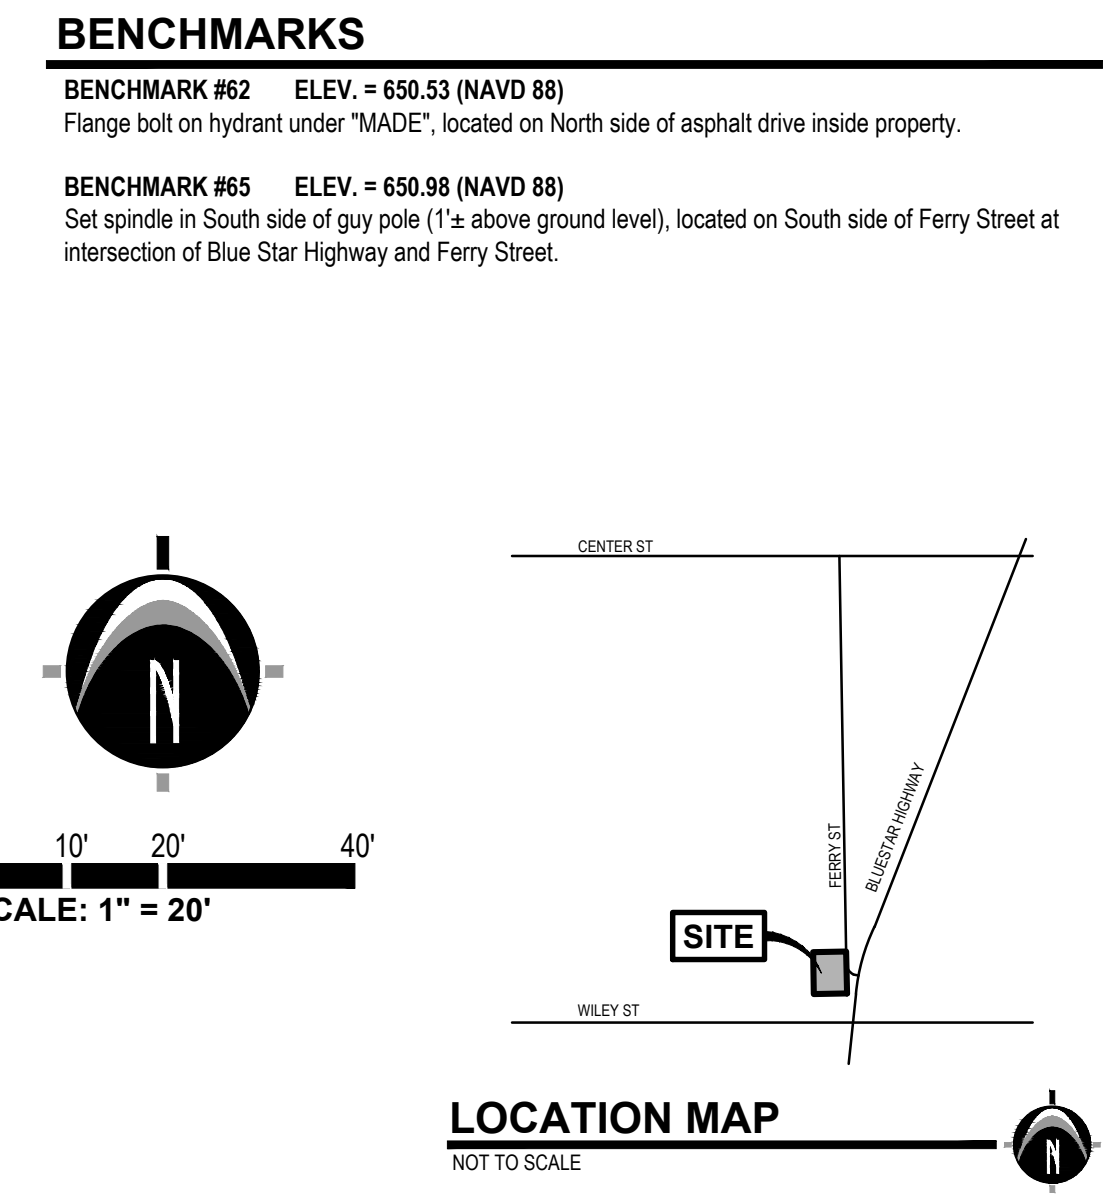 BENCHMARKS
BENCHMARK #62 ELEV. = 650.53 (NAVD 88)
Flange bolt on hydrant under "MADE", located on North side of asphalt drive inside property.
BENCHMARK #65 ELEV. = 650.98 (NAVD 88)
Set spindle in South side of guy pole (1'± above ground level), located on South side of Ferry Street at
intersection of Blue Star Highway and Ferry Street.
N
10' 20' 40'
CALE: 1" = 20'
CENTER ST
FERRY ST
BLUESTAR HIGHWAY
SITE
WILEY ST
LOCATION MAP
NOT TO SCALE
N